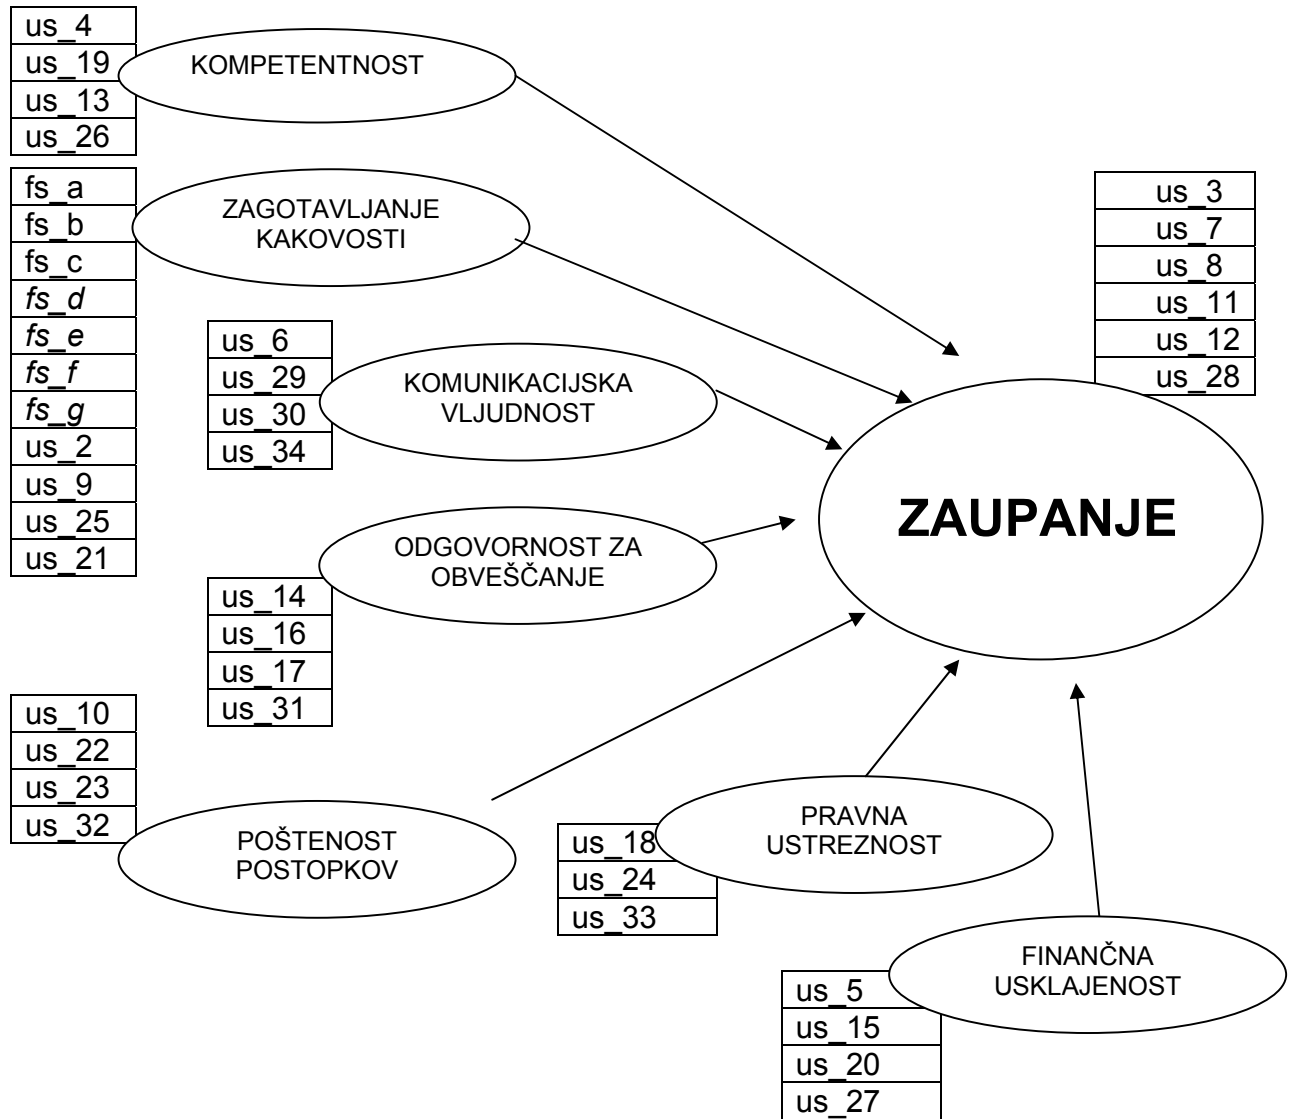 us_4
us_19
us_13
us_26
KOMPETENTNOST
fs_a
fs_b
fs_c
fs_d
fs_e
fs_f
fs_g
us_2
us_9
us_25
us_21
ZAGOTAVLJANJE
KAKOVOSTI
us_3
us_7
us_8
us_11
us_12
us_28
us_6
us_29
us_30
us_34
KOMUNIKACIJSKA
VLJUDNOST
ZAUPANJE
ODGOVORNOST ZA
OBVEŠČANJE
us_14
us_16
us_17
us_31
us_10
us_22
us_23
us_32
POŠTENOST
POSTOPKOV
PRAVNA
USTREZNOST
us_18
us_24
us_33
FINANČNA
USKLAJENOST
us_5
us_15
us_20
us_27